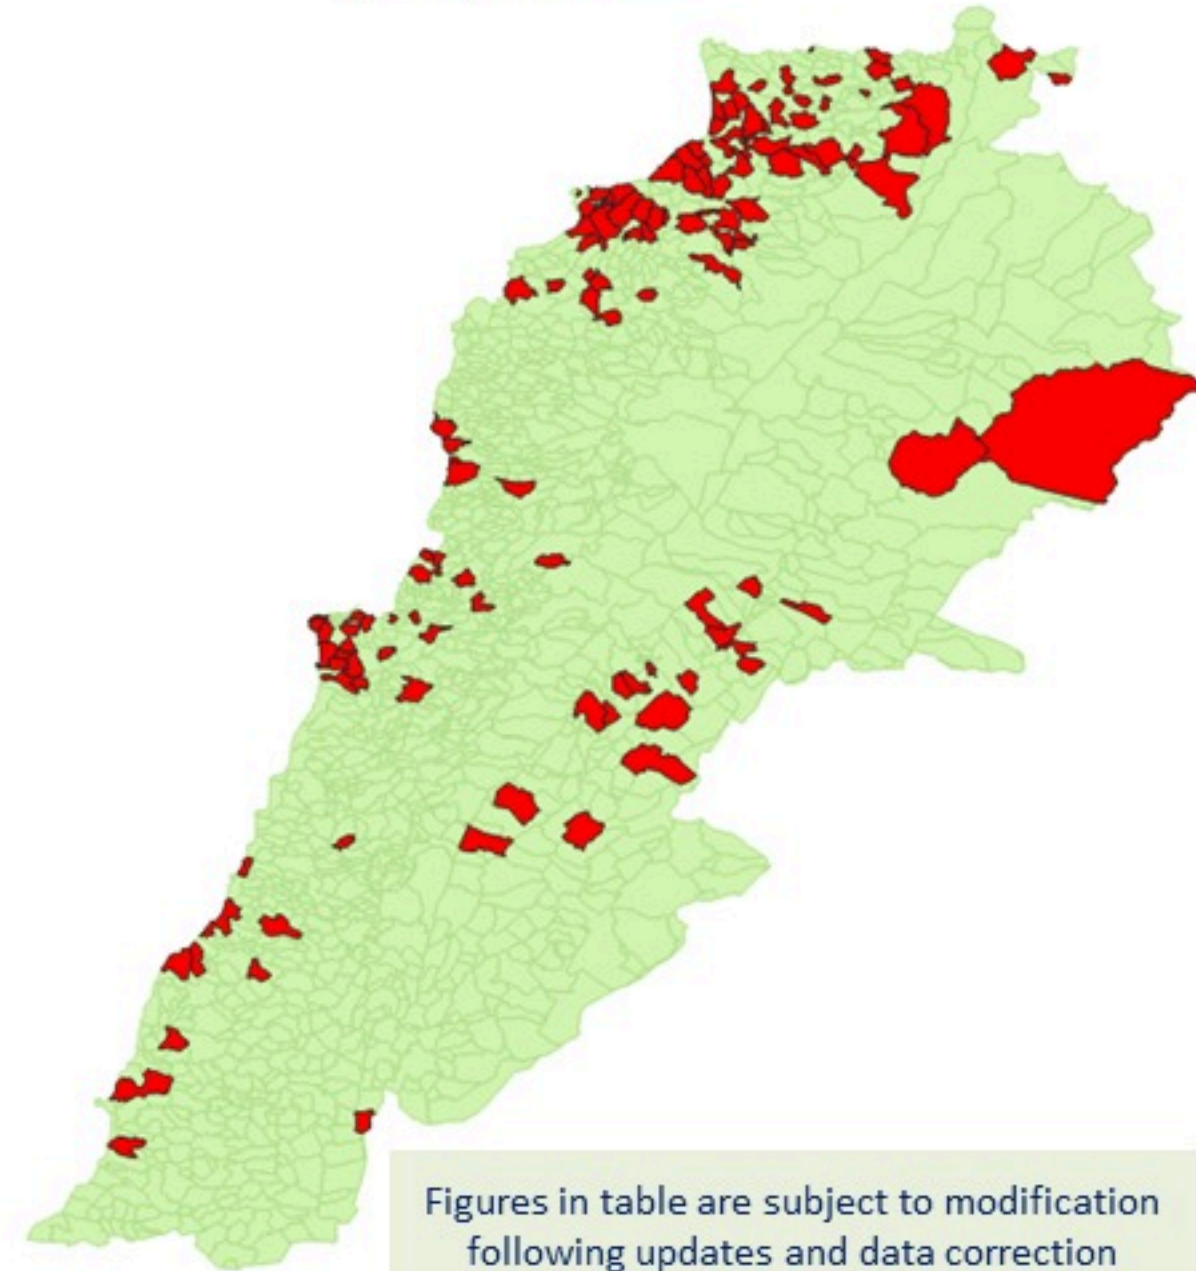 Figures in table are subject to modification
following updates and data correction